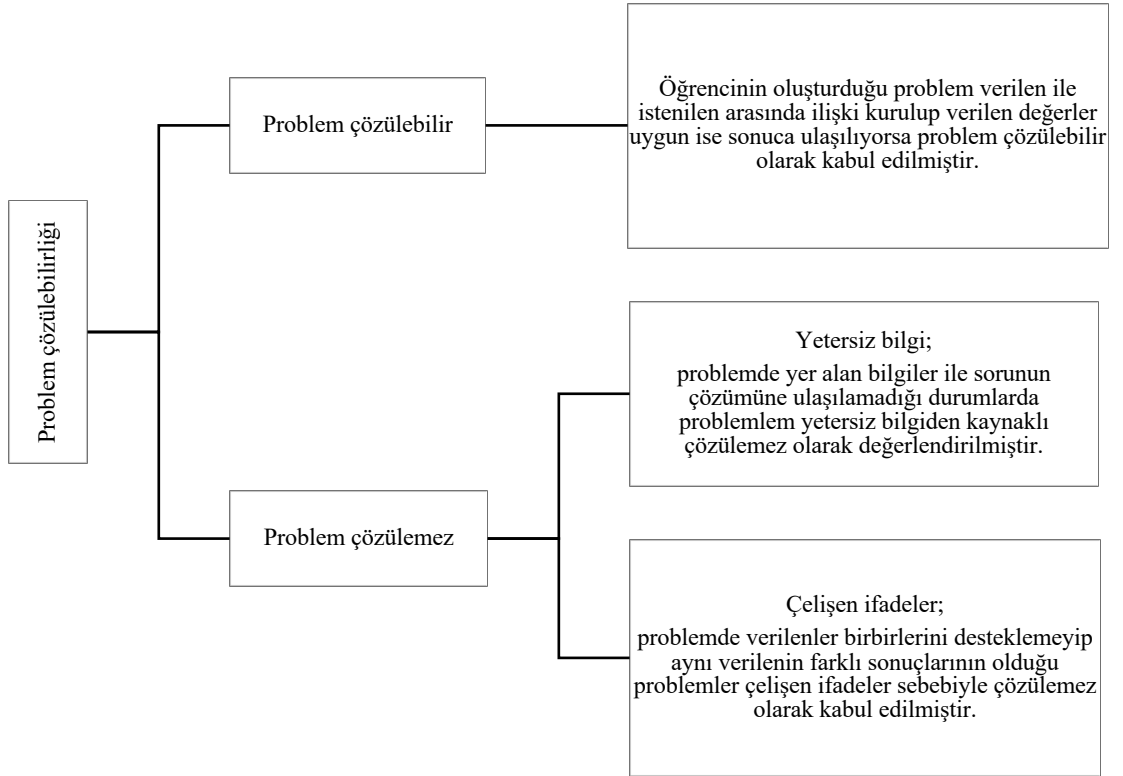 Problem çözülebilirliği
Problem çözülebilir
Öğrencinin oluşturduğu problem verilen ile
istenilen arasında ilişki kurulup verilen değerler
uygun ise sonuca ulaşılıyorsa problem çözülebilir
olarak kabul edilmiştir.
Problem çözülemez
Yetersiz bilgi;
problemde yer alan bilgiler ile sorunun
çözümüne ulaşılamadığı durumlarda
problemlem yetersiz bilgiden kaynaklı
çözülemez olarak değerlendirilmiştir.
Çelişen ifadeler;
problemde verilenler birbirlerini desteklemeyip
aynı verilenin farklı sonuçlarının olduğu
problemler çelişen ifadeler sebebiyle çözülemez
olarak kabul edilmiştir.